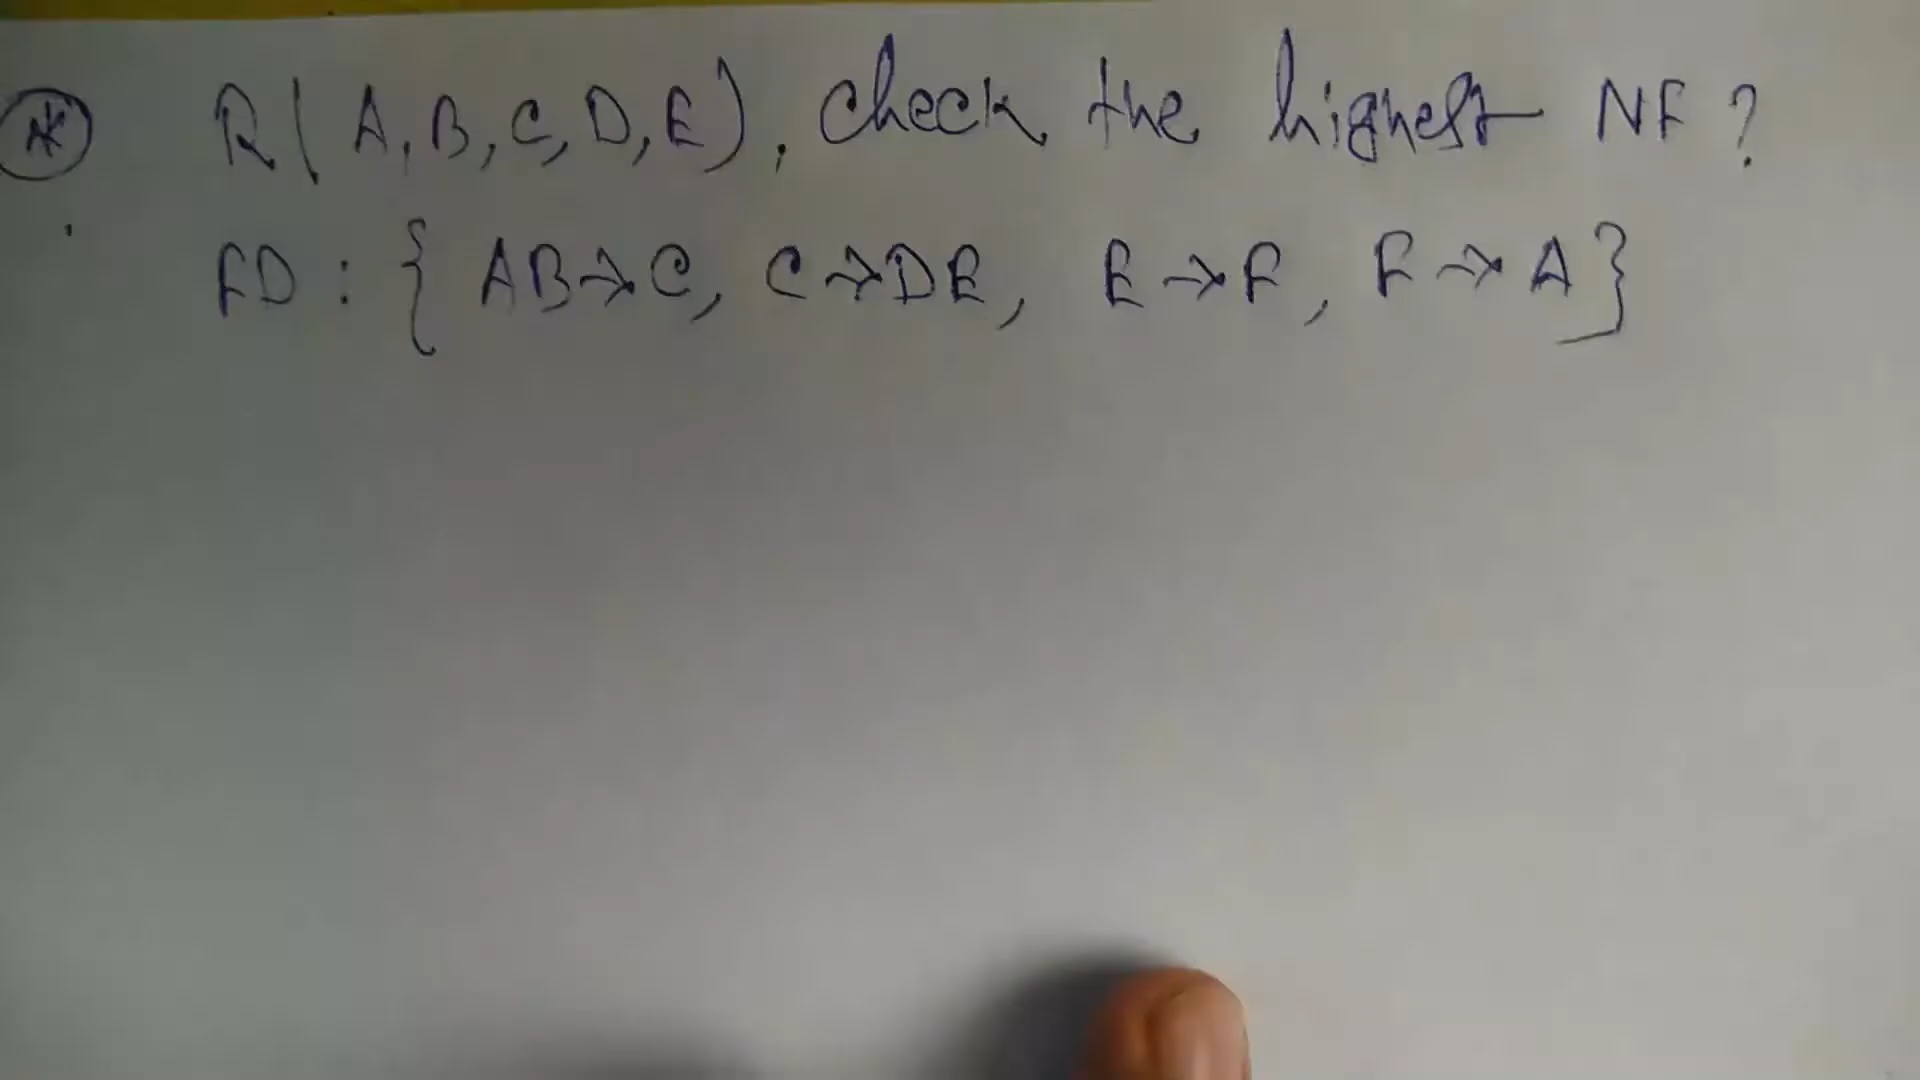 * R(A,B,C,D,E), check the highest NF?
FD: { AB→C, C→DE, E→F, F→A}